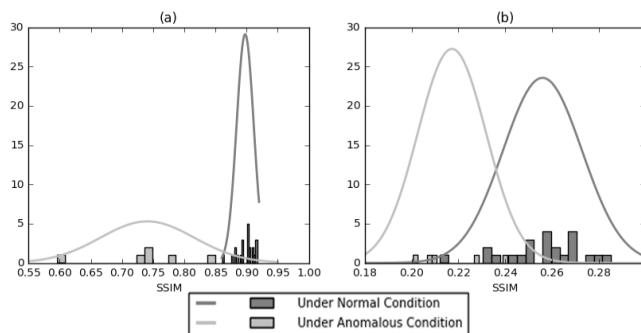 (a)
(b)
30
25
20
15
10
5
0
0.55 0.60 0.65 0.70 0.75 0.80 0.85 0.90 0.95 1.00
SSIM
30
25
20
15
10
5
0
0.18 0.20 0.22 0.24 0.26 0.28
SSIM
Under Normal Condition
Under Anomalous Condition